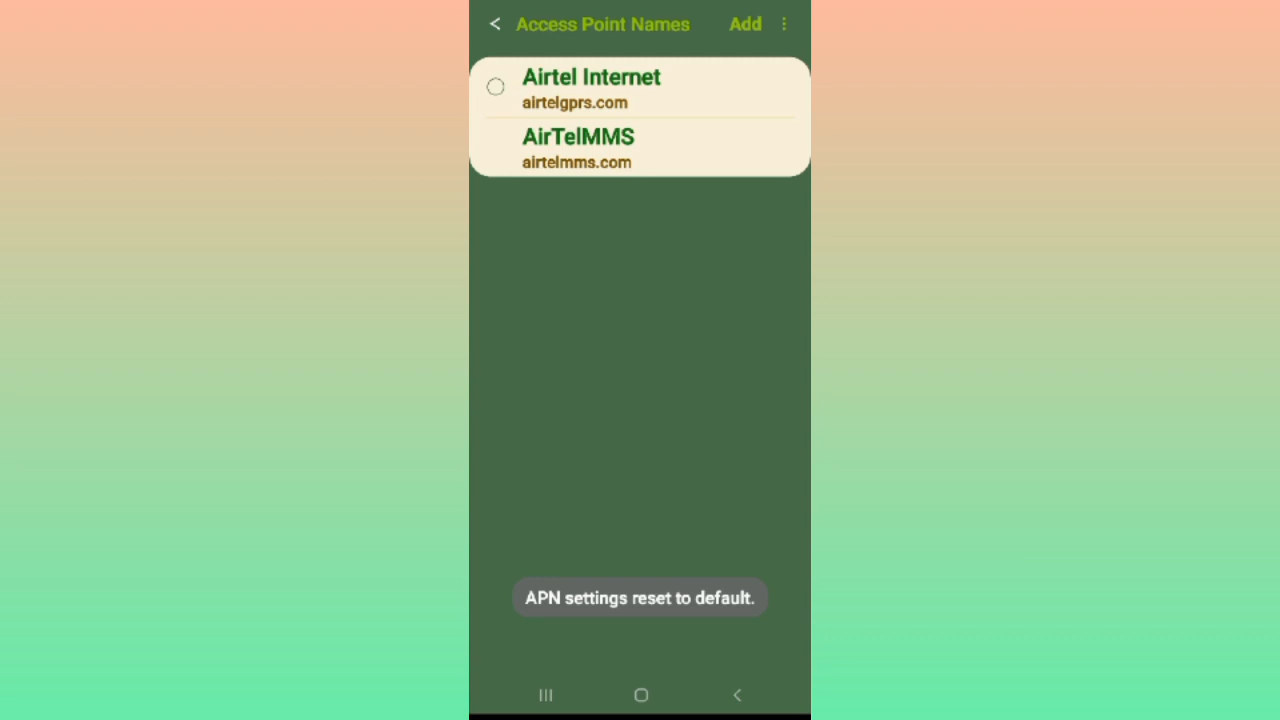 Access Point Names Add
Airtel Internet
airtelgprs.com
AirTelMMS
airtelmms.com
APN settings reset to default.